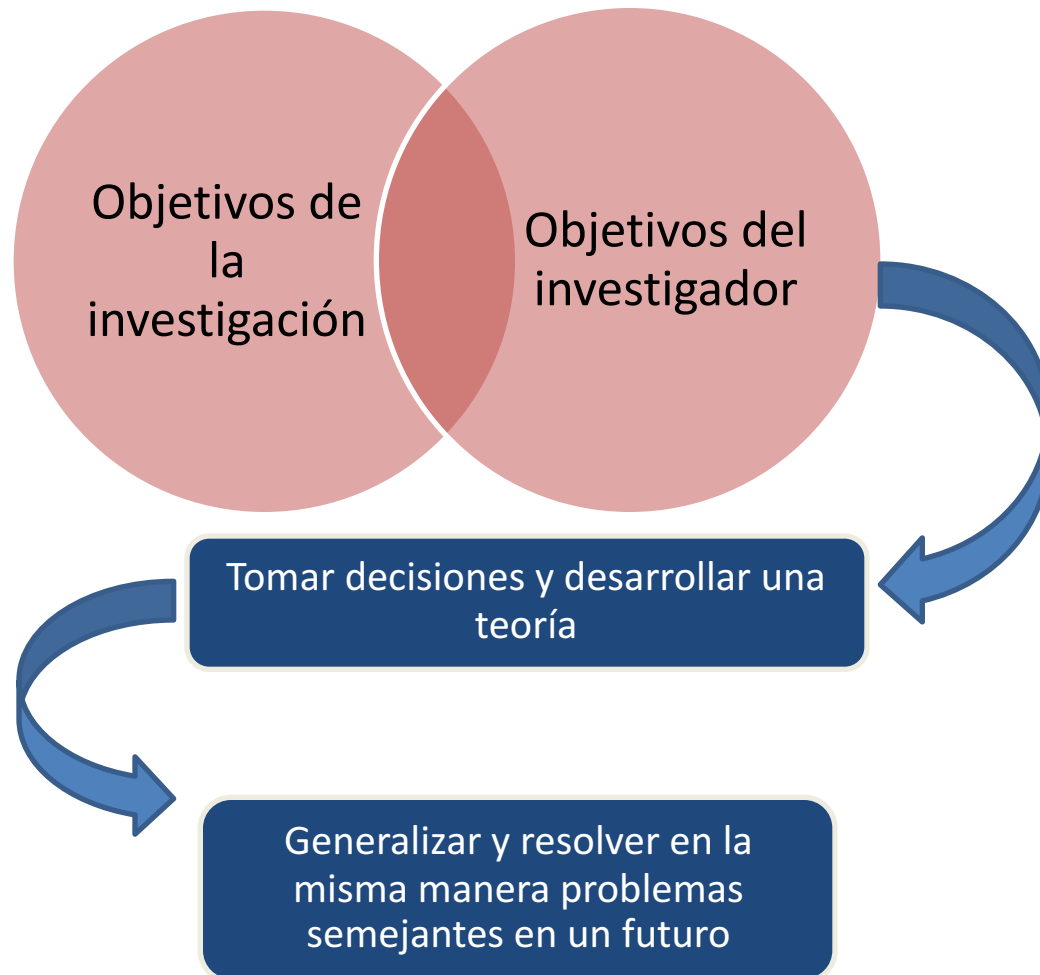 Objetivos de
la
investigación
Objetivos del
investigador
Tomar decisiones y desarrollar una
teoría
Generalizar y resolver en la
misma manera problemas
semejantes en un futuro